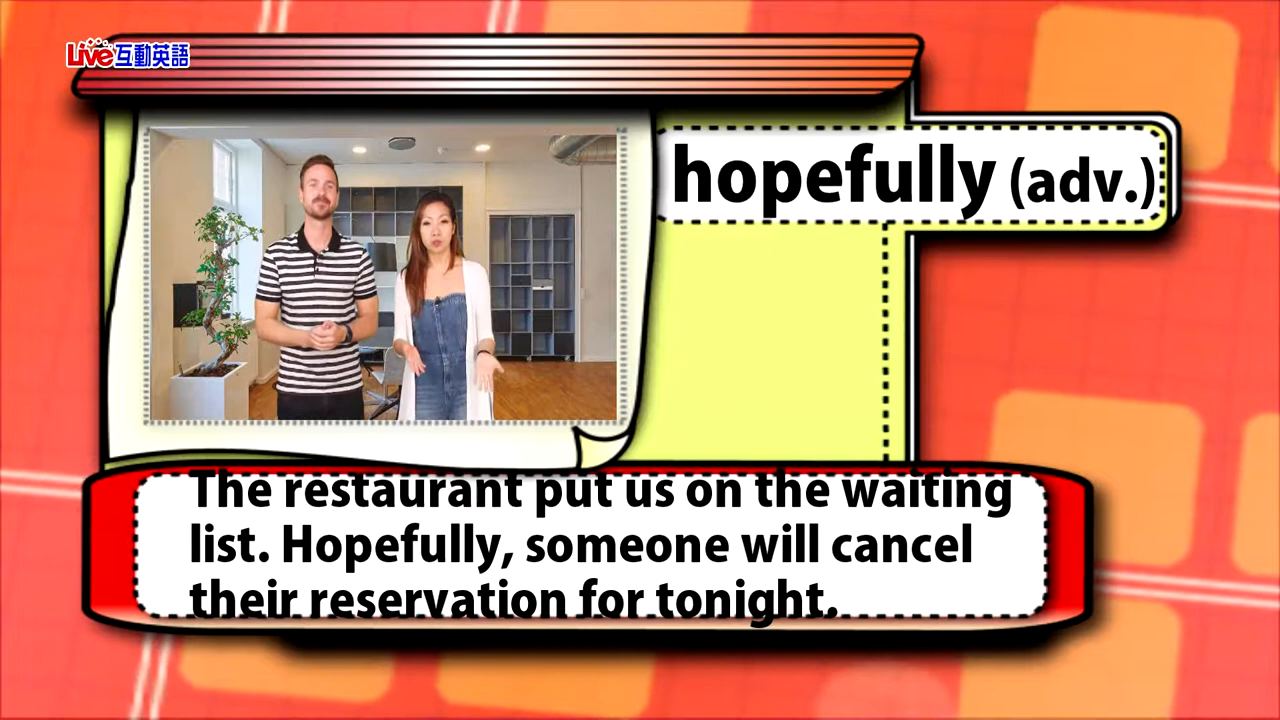 Live互動英語
hopefully (adv.)
The restaurant put us on the waiting
list. Hopefully, someone will cancel
their reservation for tonight.